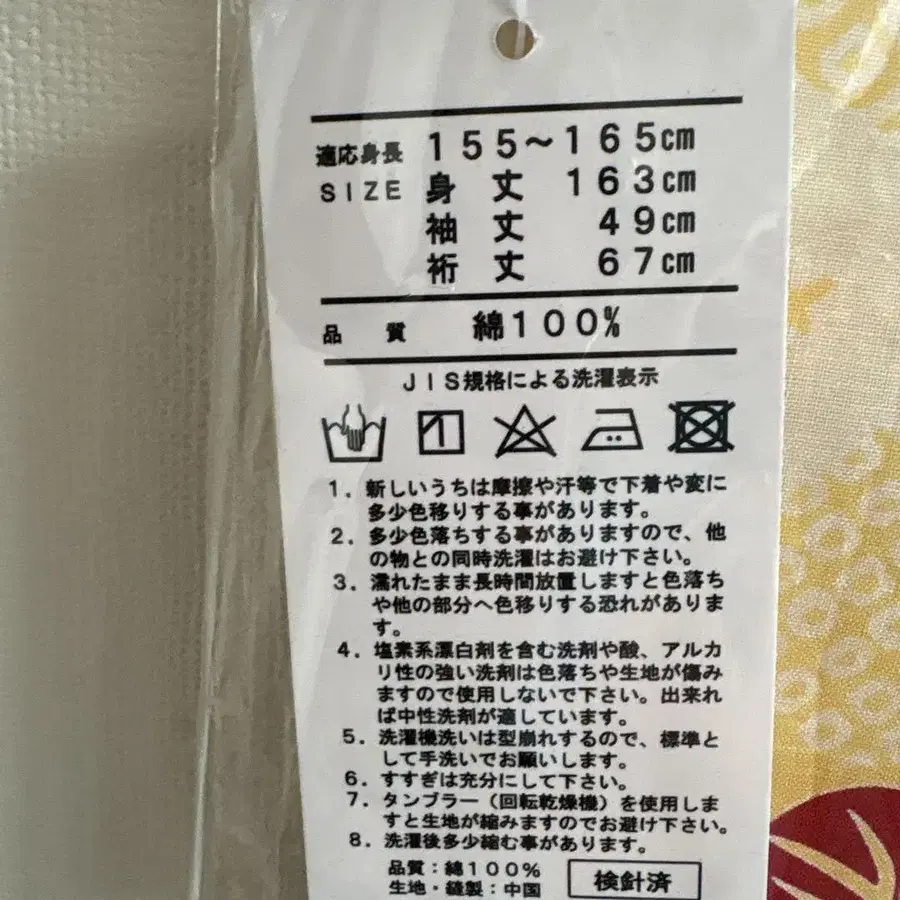 適応身長 155〜165cm
SIZE 身丈 163cm
袖丈 49cm
裄丈 67cm
品質 綿100%
JIS規格による洗濯表示
1．新しいうちは摩擦や汗等で下着や変に
多少色移りする事があります。
2．多少色落ちする事がありますので、他
の物との同時洗濯はお避け下さい。
3．濡れたまま長時間放置しますと色落ち
や他の部分へ色移りする恐れがありま
す。
4．塩素系漂白剤を含む洗剤や酸、アルカ
リ性の強い洗剤は色落ちや生地が傷み
ますので使用しないで下さい。出来れ
ば中性洗剤が適しています。
5．洗濯機洗いは型崩れするので、標準と
して手洗いでお願いします。
6．すすぎは充分にして下さい。
7．タンブラー（回転乾燥機）を使用しま
すと生地が縮みますのでお避け下さい。
8．洗濯後多少縮む事があります。
品質：綿100%
生地・縫製：中国
検針済